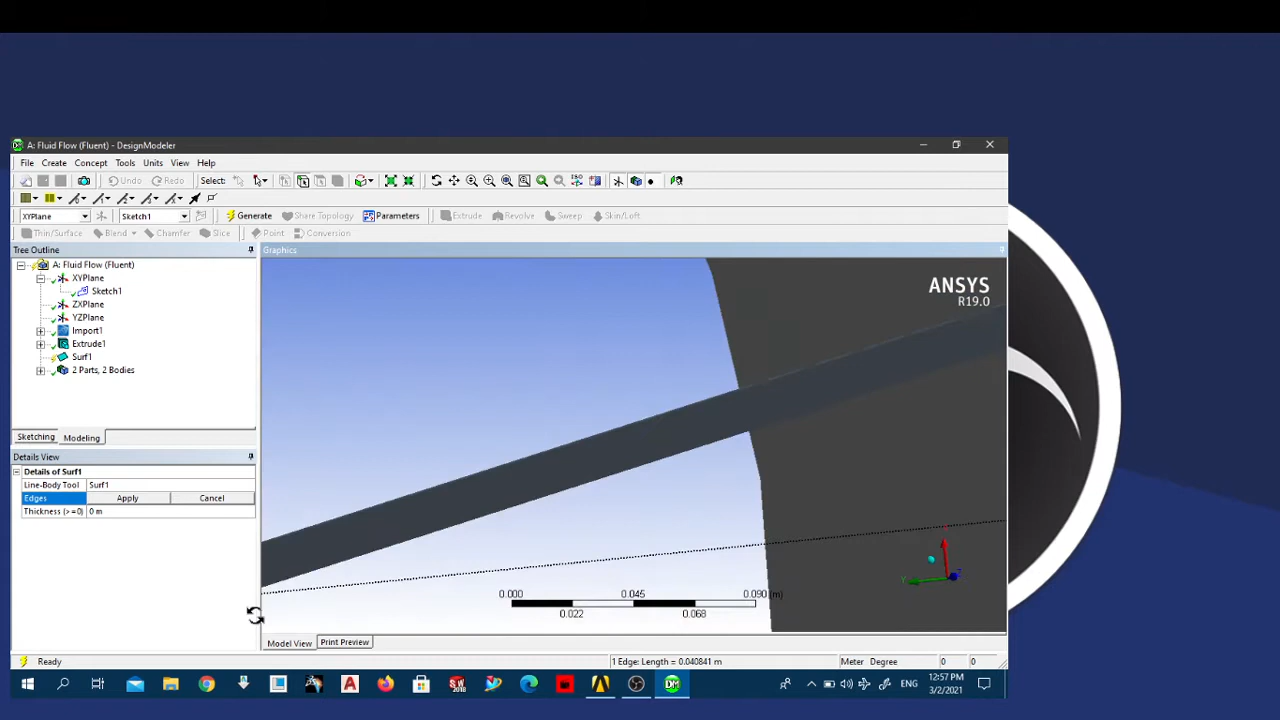 A: Fluid Flow (Fluent) - DesignModeler
File Create Concept Tools Units View Help
Undo Redo Select:
XYPlane Sketch1 Generate Share Topology Parameters Extrude Revolve Sweep Skin/Loft
Thin/Surface Blend Chamfer Slice Point Conversion
Tree Outline
Graphics
A: Fluid Flow (Fluent)
XYPlane
Sketch1
ZXPlane
YZPlane
Import1
Extrude1
Surf1
2 Parts, 2 Bodies
ANSYS
R19.0
Sketching Modeling
Details View
Details of Surf1
Line-Body Tool Surf1
Edges Apply Cancel
Thickness (>=0) 0 m
Y
0.000 0.045 0.090 (m)
0.022 0.068
Model View Print Preview
Ready 1 Edge: Length = 0.040841 m Meter Degree 0 0
ENG 12:57 PM
3/2/2021